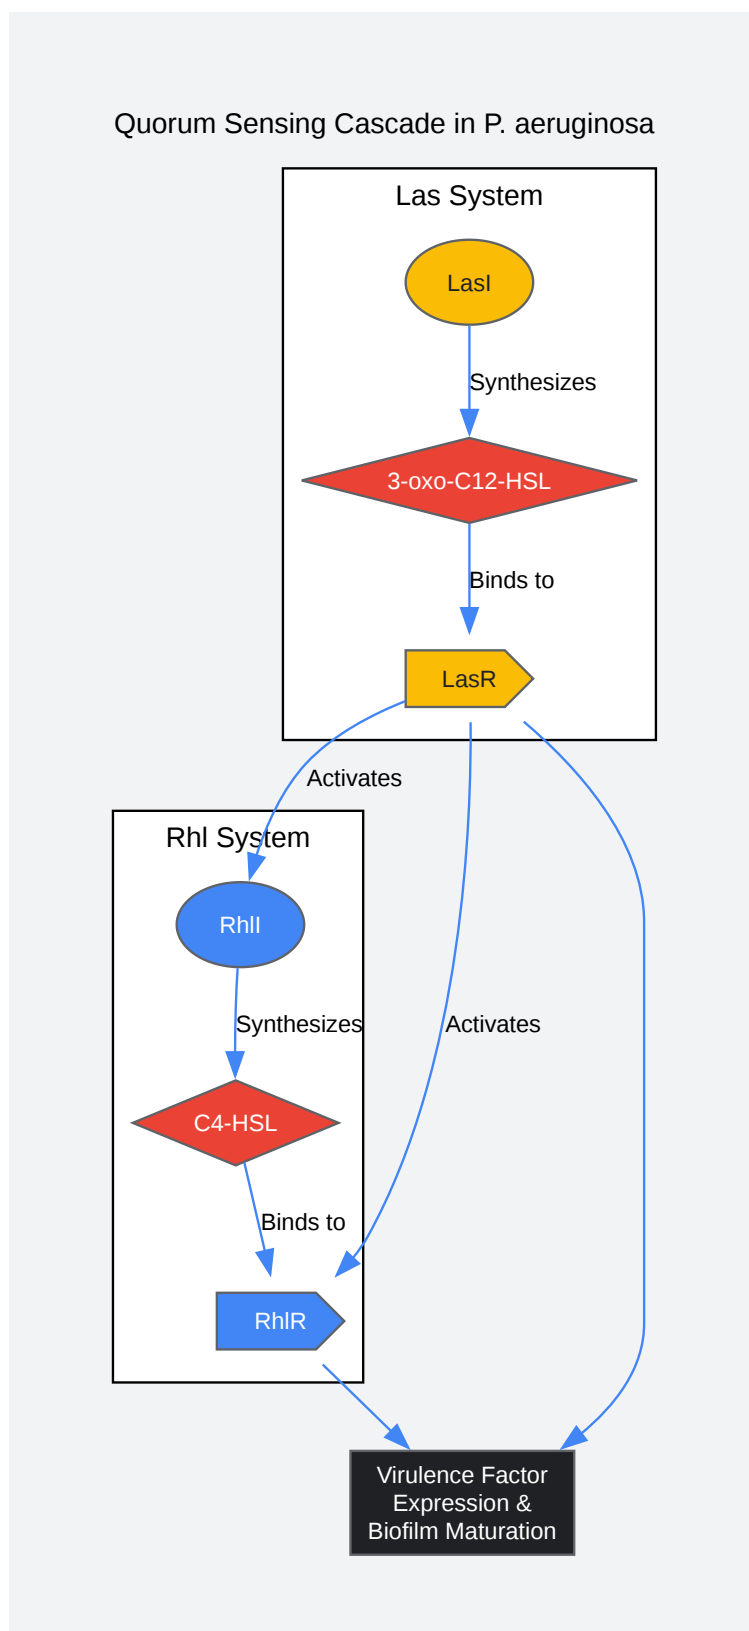 Quorum Sensing Cascade in P. aeruginosa
Las System
LasI
Synthesizes
3-oxo-C12-HSL
Binds to
LasR
Activates
Rhl System
RhlI
Synthesizes
Activates
C4-HSL
Binds to
RhlR
Virulence Factor
Expression &
Biofilm Maturation